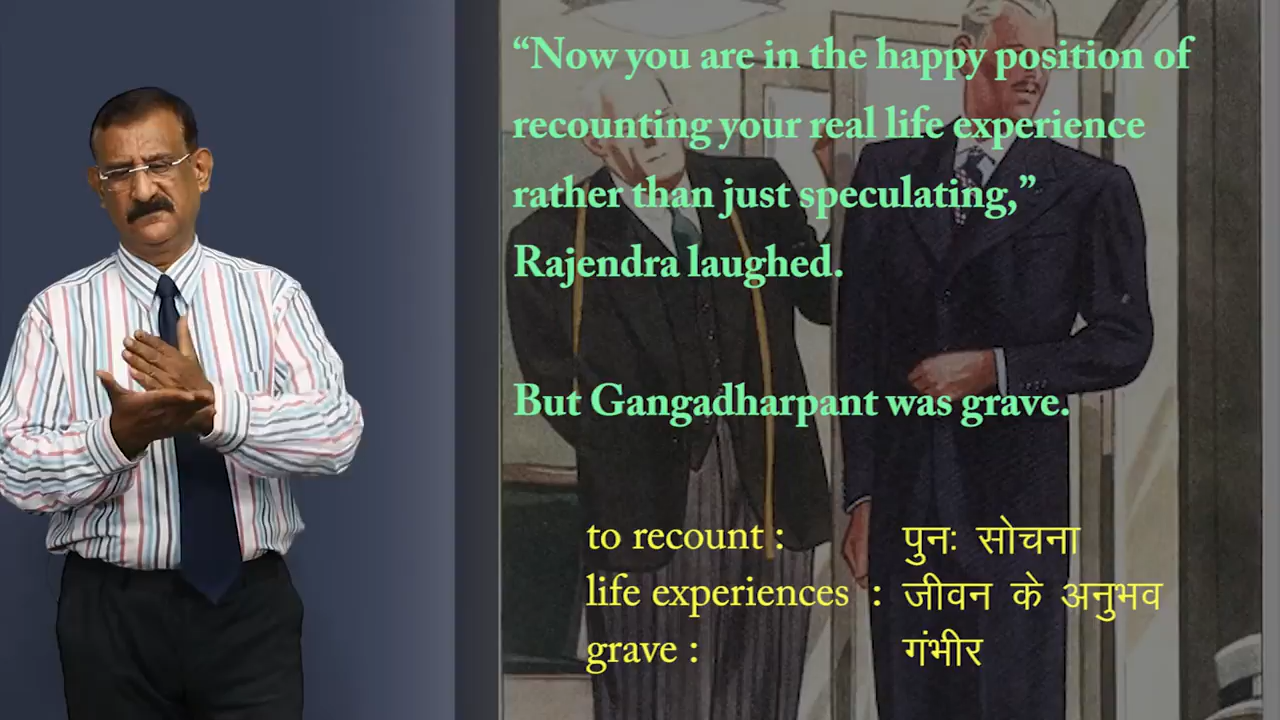 “Now you are in the happy position of
recounting your real life experience
rather than just speculating,”
Rajendra laughed.
But Gangadharpant was grave.
to recount : पुनः सोचना
life experiences : जीवन के अनुभव
grave : गंभीर